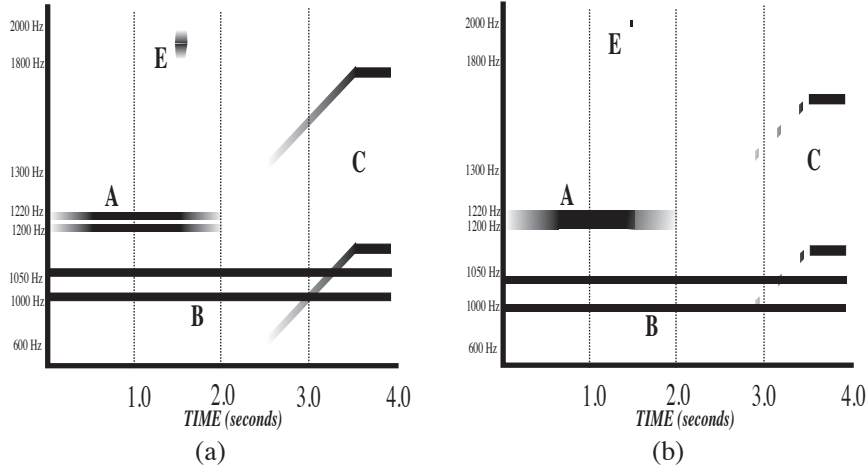 2000 Hz
E
1800 Hz
C
1300 Hz
A
1220 Hz
1200 Hz
1050 Hz
1000 Hz
B
600 Hz
1.0 2.0 3.0 4.0
TIME (seconds)
(a)
2000 Hz
E
1800 Hz
C
1300 Hz
A
1220 Hz
1200 Hz
1050 Hz
1000 Hz
B
600 Hz
1.0 2.0 3.0 4.0
TIME (seconds)
(b)